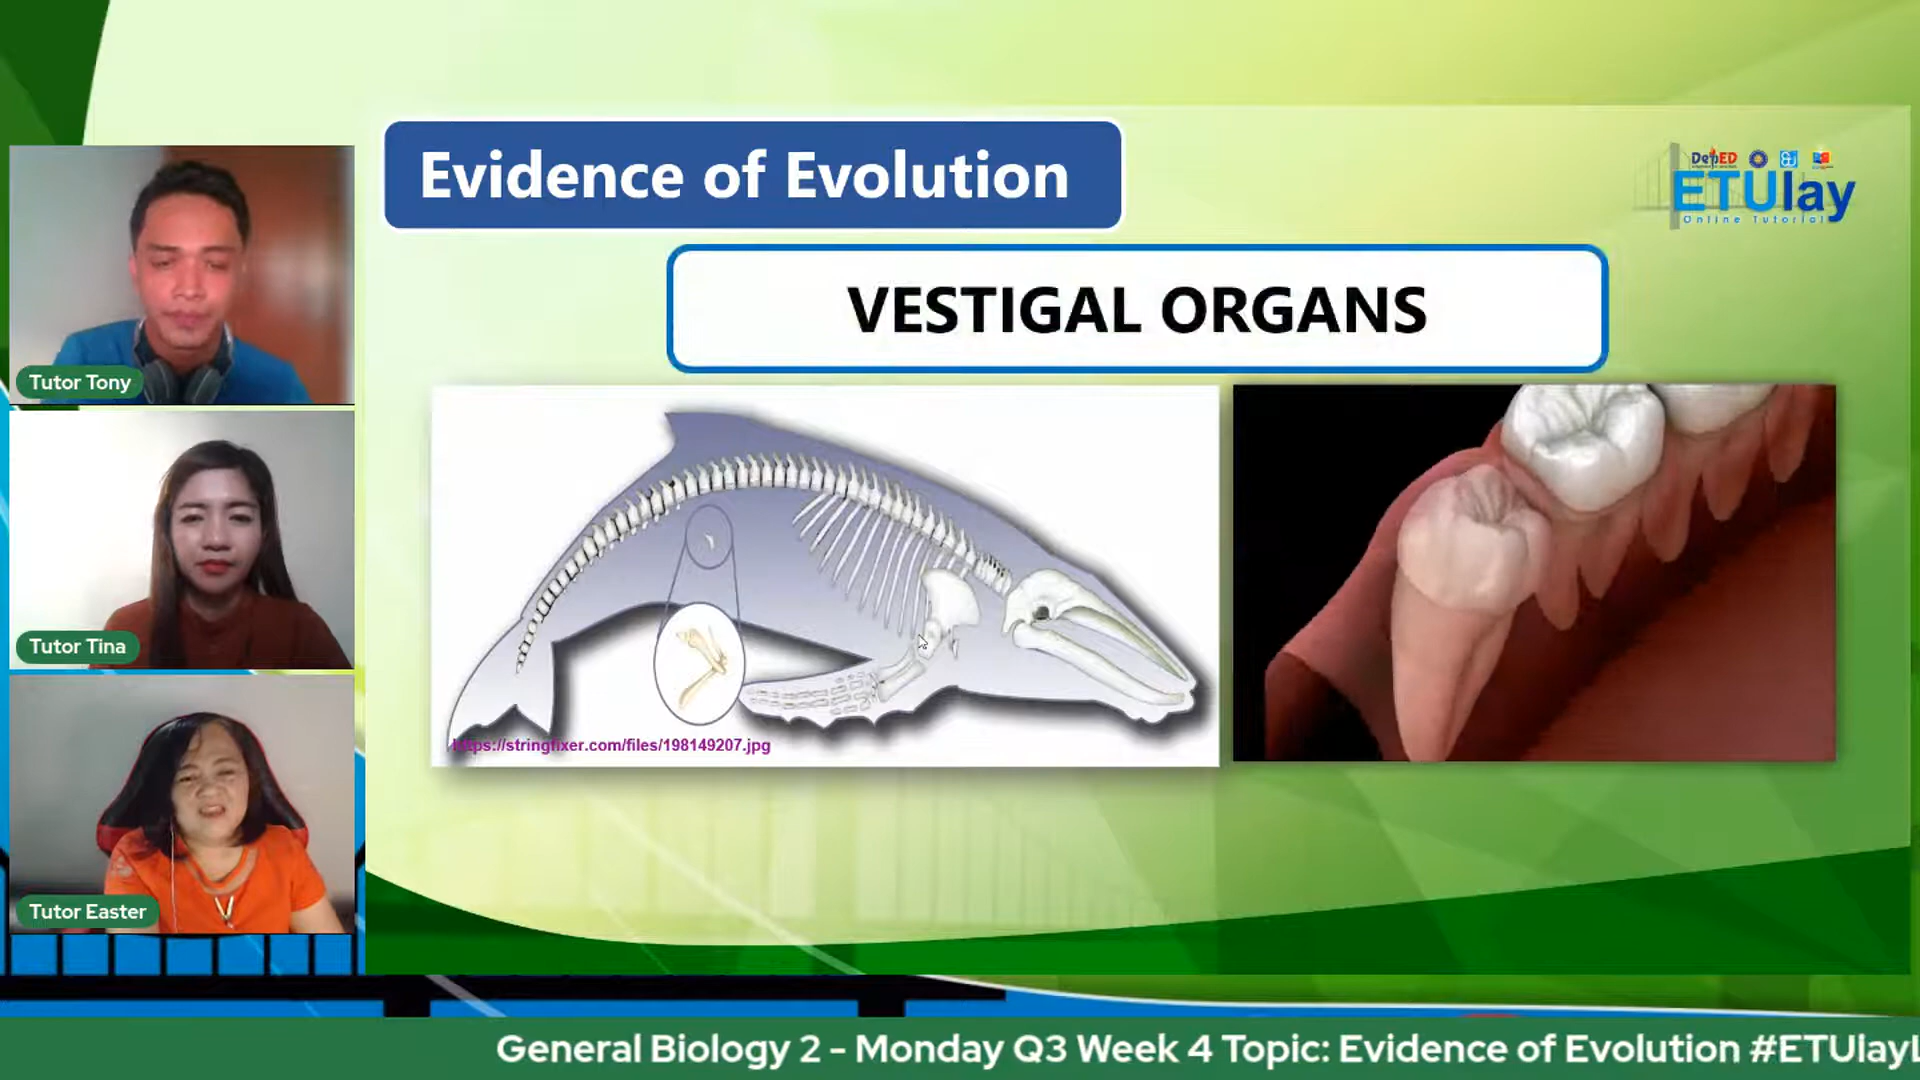 Evidence of Evolution
DepED
ETUlay
Online Tutorial
VESTIGAL ORGANS
https://stringfixer.com/files/198149207.jpg
Tutor Tony
Tutor Tina
Tutor Easter
General Biology 2 - Monday Q3 Week 4 Topic: Evidence of Evolution #ETUlayL